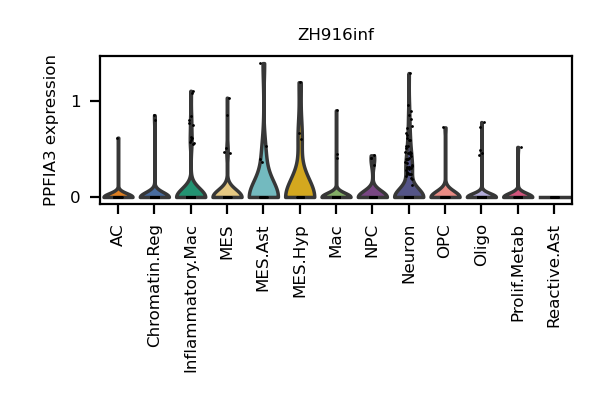 ZH916inf
PPFIA3 expression
1
0
AC
Chromatin.Reg
Inflammatory.Mac
MES
MES.Ast
MES.Hyp
Mac
NPC
Neuron
OPC
Oligo
Prolif.Metab
Reactive.Ast